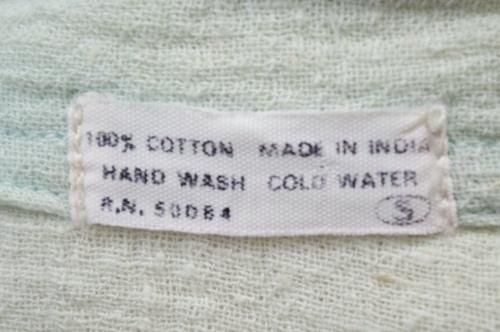 100% COTTON MADE IN INDIA
HAND WASH COLD WATER
R.N. 50084
S